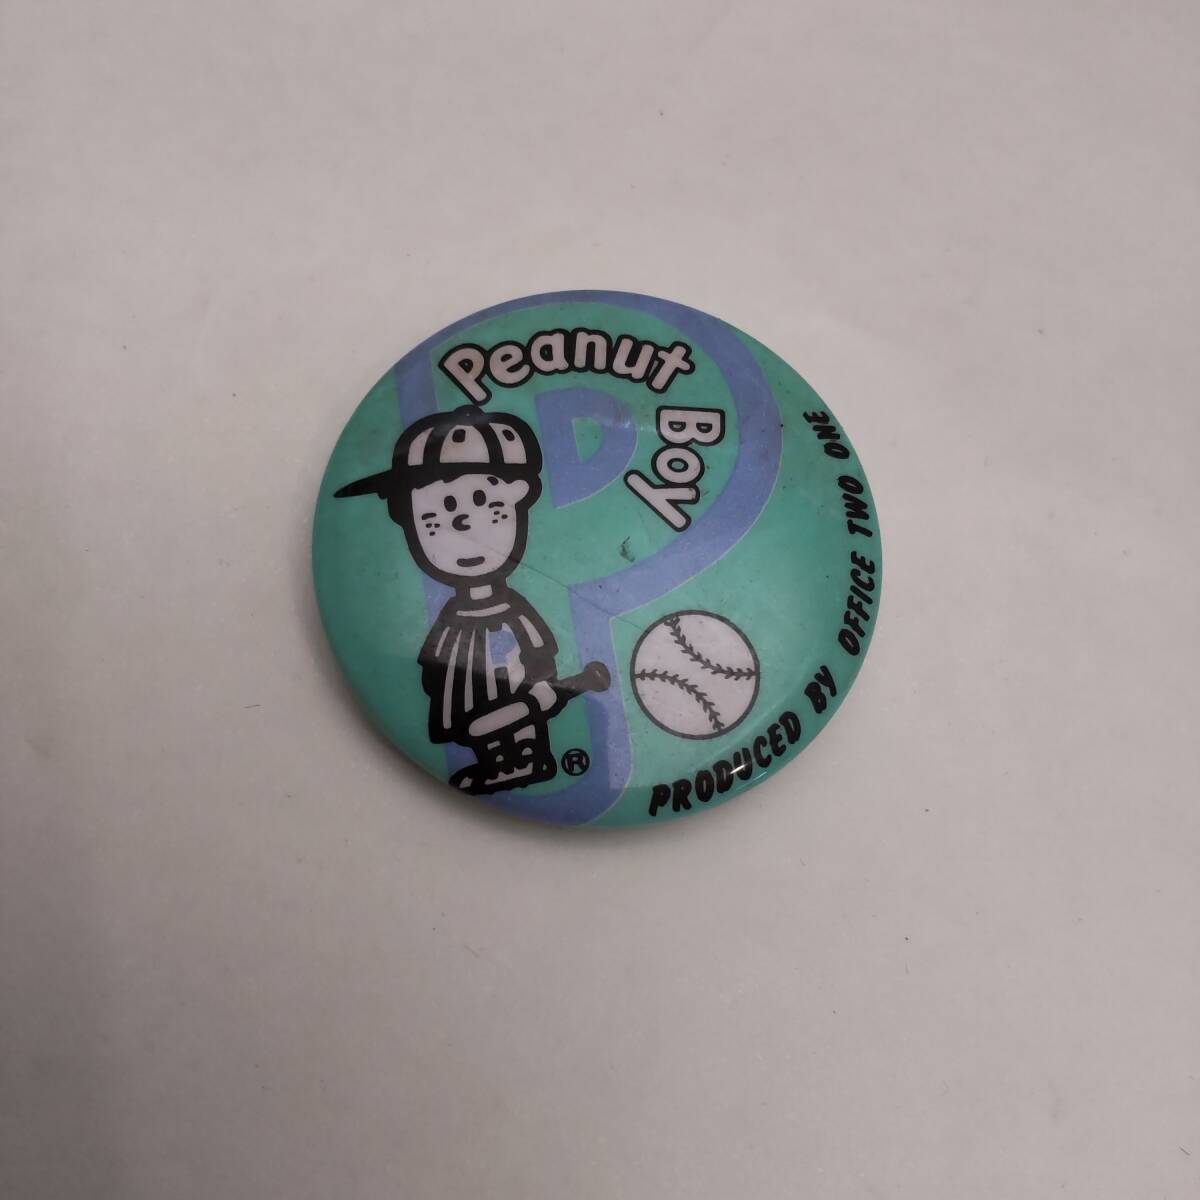 Peanut Boy
®
PRODUCED BY OFFICE TWO ONE